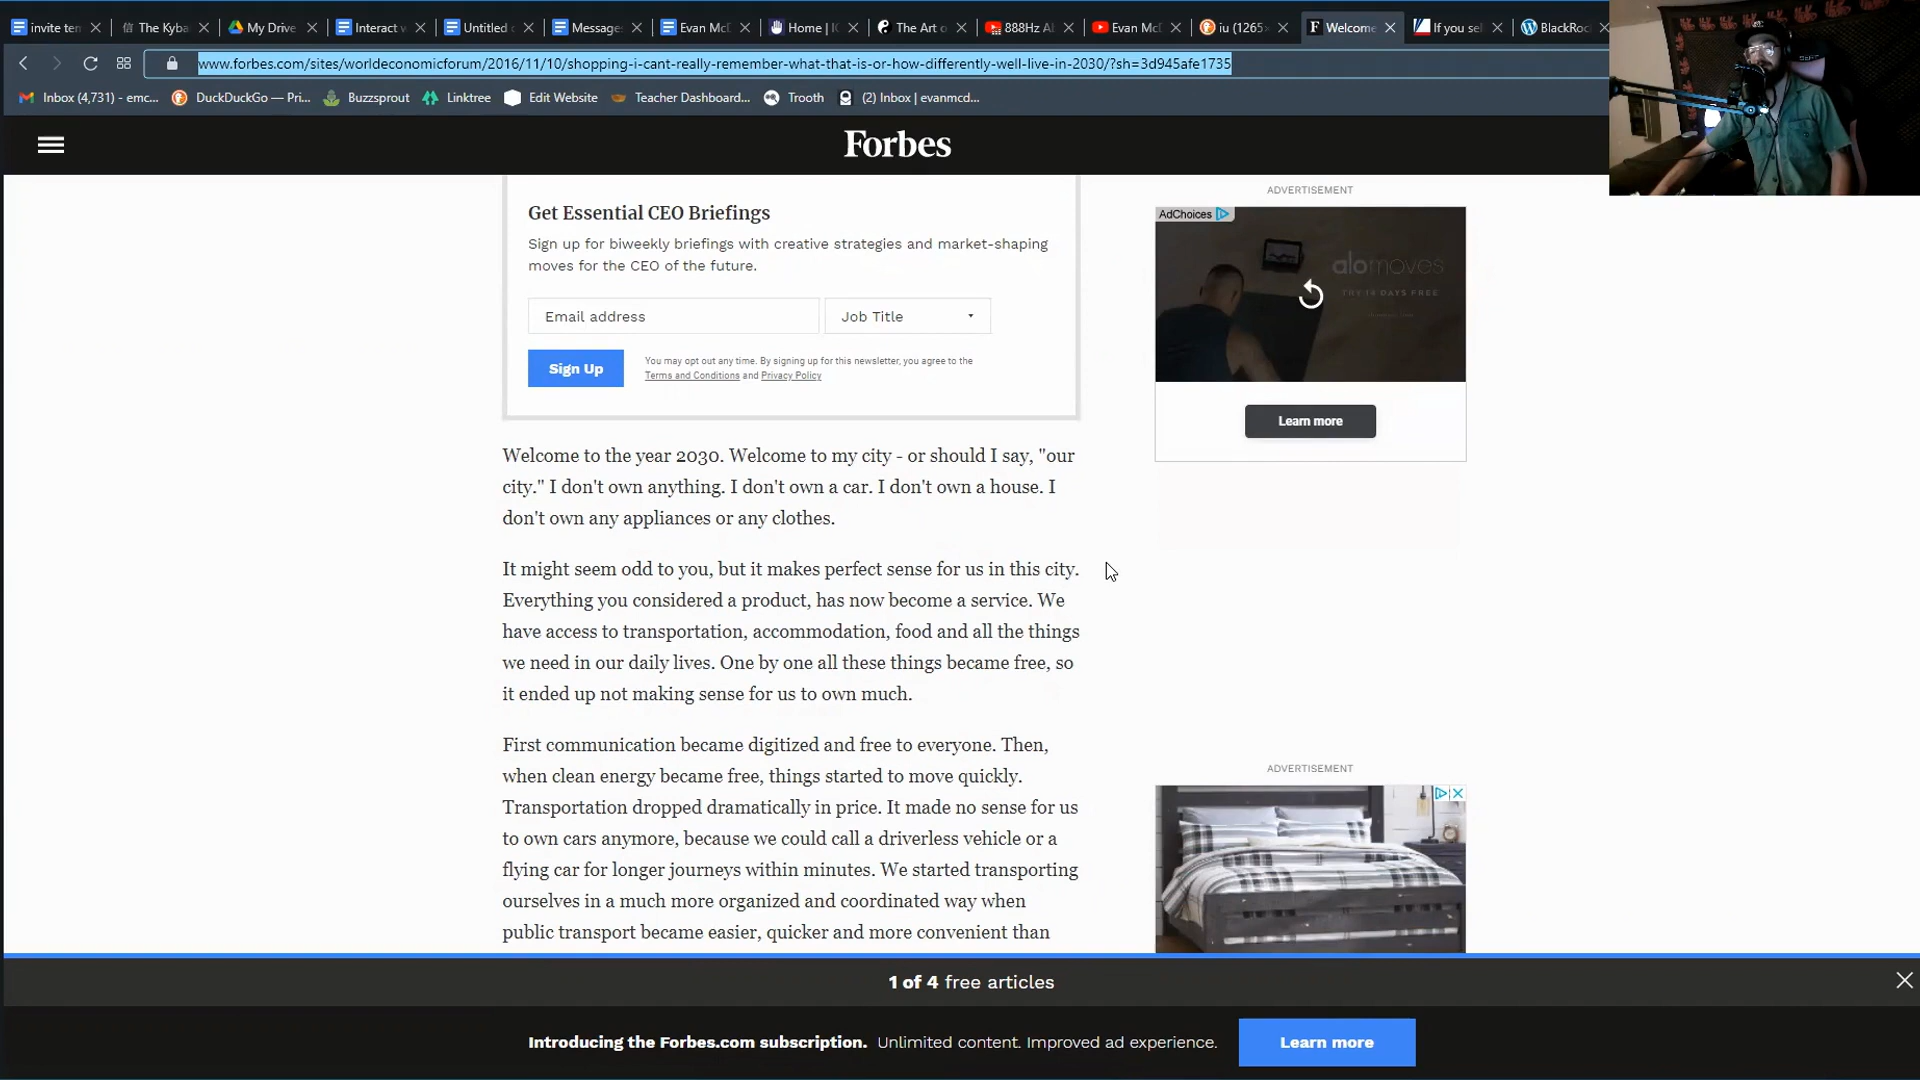 invite ten
The Kyba
My Drive
Interact w
Untitled d
Messages
Evan McD
Home | IC
The Art o
888Hz Ab
Evan McD
iu (1265×
Welcome
If you sel
BlackRoc
www.forbes.com/sites/worldeconomicforum/2016/11/10/shopping-i-cant-really-remember-what-that-is-or-how-differently-well-live-in-2030/?sh=3d945afe1735
Inbox (4,731) - emc...
DuckDuckGo — Pri...
Buzzsprout
Linktree
Edit Website
Teacher Dashboard...
Trooth
(2) Inbox | evanmcd...
Forbes
Get Essential CEO Briefings
Sign up for biweekly briefings with creative strategies and market-shaping
moves for the CEO of the future.
Email address
Job Title
Sign Up
You may opt out any time. By signing up for this newsletter, you agree to the
Terms and Conditions and Privacy Policy
ADVERTISEMENT
AdChoices
alomoves
TRY 14 DAYS FREE
Learn more
Welcome to the year 2030. Welcome to my city - or should I say, "our
city." I don't own anything. I don't own a car. I don't own a house. I
don't own any appliances or any clothes.
It might seem odd to you, but it makes perfect sense for us in this city.
Everything you considered a product, has now become a service. We
have access to transportation, accommodation, food and all the things
we need in our daily lives. One by one all these things became free, so
it ended up not making sense for us to own much.
First communication became digitized and free to everyone. Then,
when clean energy became free, things started to move quickly.
Transportation dropped dramatically in price. It made no sense for us
to own cars anymore, because we could call a driverless vehicle or a
flying car for longer journeys within minutes. We started transporting
ourselves in a much more organized and coordinated way when
public transport became easier, quicker and more convenient than
ADVERTISEMENT
1 of 4 free articles
Introducing the Forbes.com subscription. Unlimited content. Improved ad experience.
Learn more